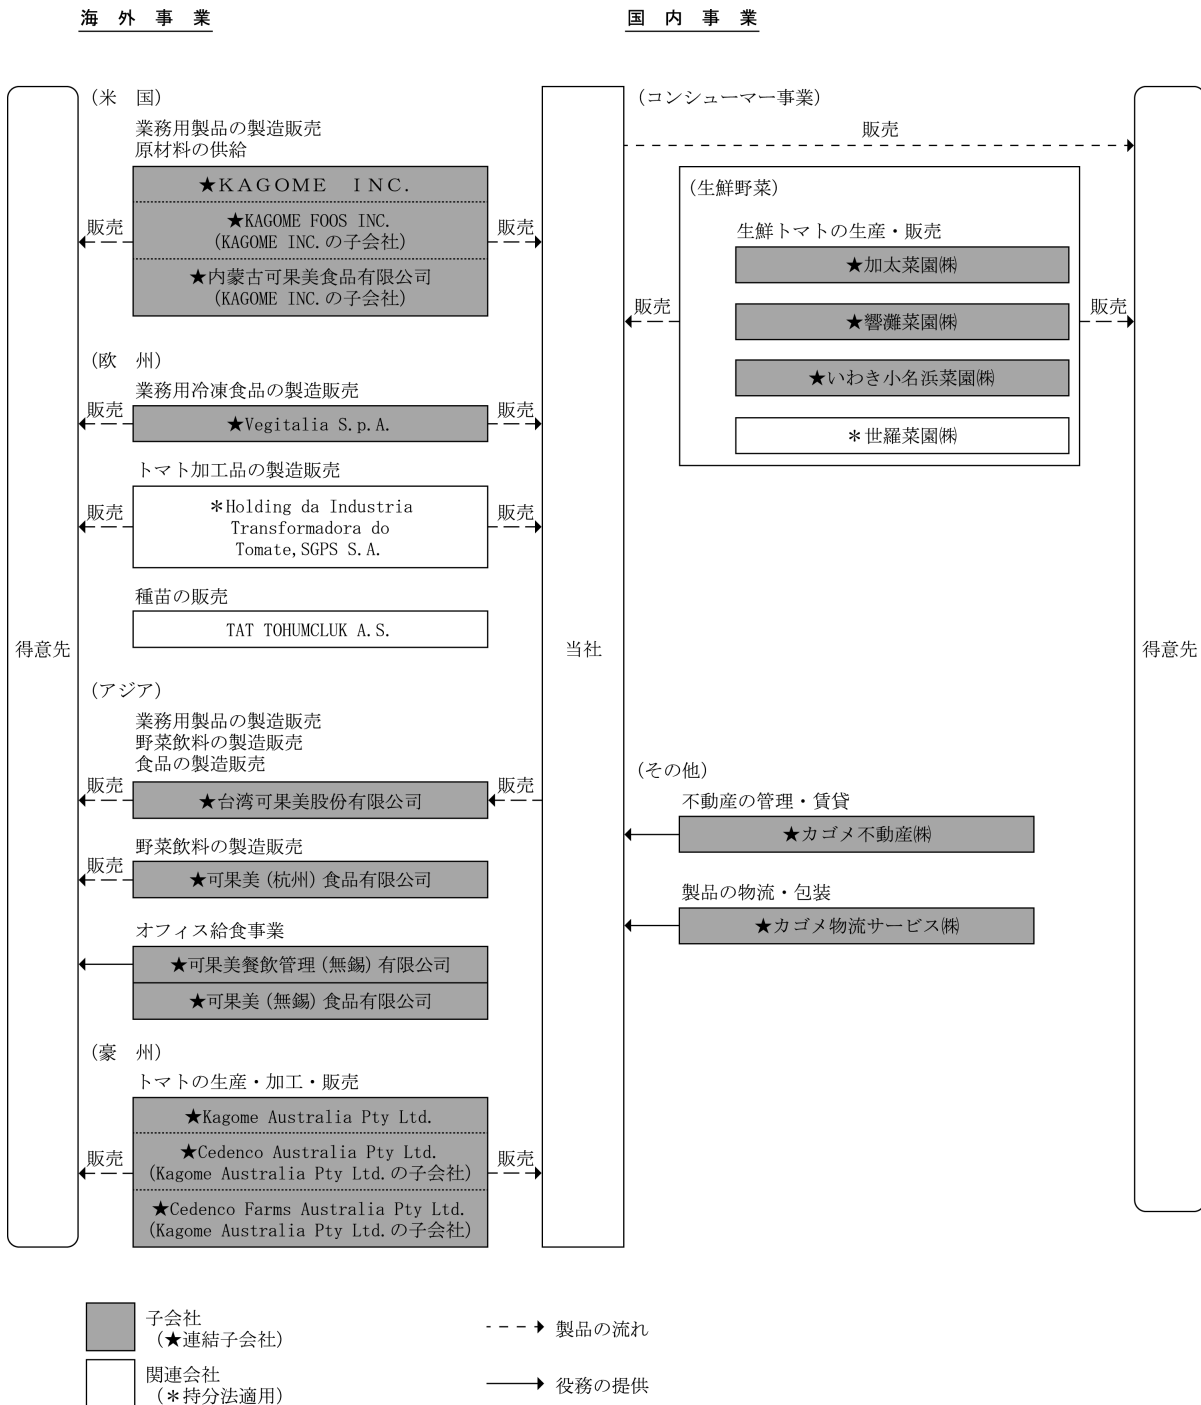 海 外 事 業
国 内 事 業
得意先
(米 国)
業務用製品の製造販売
原材料の供給
★KAGOME INC.
★KAGOME FOOS INC.
(KAGOME INC.の子会社)
★内蒙古可果美食品有限公司
(KAGOME INC.の子会社)
販売
販売
(欧 州)
業務用冷凍食品の製造販売
販売
★Vegitalia S.p.A.
販売
トマト加工品の製造販売
販売
＊Holding da Industria
Transformadora do
Tomate,SGPS S.A.
販売
種苗の販売
TAT TOHUMCLUK A.S.
(アジア)
業務用製品の製造販売
野菜飲料の製造販売
食品の製造販売
販売
★台湾可果美股份有限公司
販売
野菜飲料の製造販売
販売
★可果美(杭州)食品有限公司
オフィス給食事業
★可果美餐飲管理(無錫)有限公司
★可果美(無錫)食品有限公司
(豪 州)
トマトの生産・加工・販売
★Kagome Australia Pty Ltd.
販売
★Cedenco Australia Pty Ltd.
(Kagome Australia Pty Ltd.の子会社)
販売
★Cedenco Farms Australia Pty Ltd.
(Kagome Australia Pty Ltd.の子会社)
当社
(コンシューマー事業)
販売
(生鮮野菜)
生鮮トマトの生産・販売
★加太菜園㈱
★響灘菜園㈱
販売
販売
★いわき小名浜菜園㈱
＊世羅菜園㈱
(その他)
不動産の管理・賃貸
★カゴメ不動産㈱
製品の物流・包装
★カゴメ物流サービス㈱
得意先
子会社
(★連結子会社)
関連会社
(＊持分法適用)
製品の流れ
役務の提供